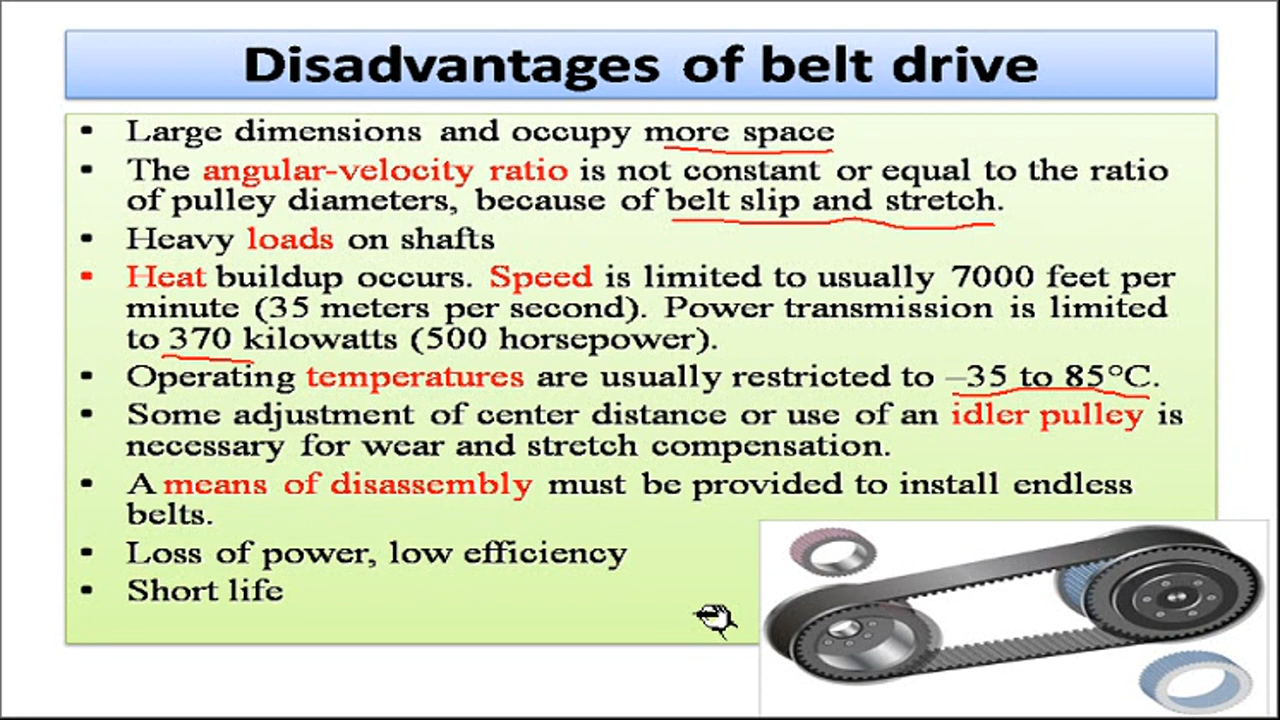 Disadvantages of belt drive
▪ Large dimensions and occupy more space
▪ The angular-velocity ratio is not constant or equal to the ratio
of pulley diameters, because of belt slip and stretch.
▪ Heavy loads on shafts
▪ Heat buildup occurs. Speed is limited to usually 7000 feet per
minute (35 meters per second). Power transmission is limited
to 370 kilowatts (500 horsepower).
▪ Operating temperatures are usually restricted to –35 to 85°C.
▪ Some adjustment of center distance or use of an idler pulley is
necessary for wear and stretch compensation.
▪ A means of disassembly must be provided to install endless
belts.
▪ Loss of power, low efficiency
▪ Short life